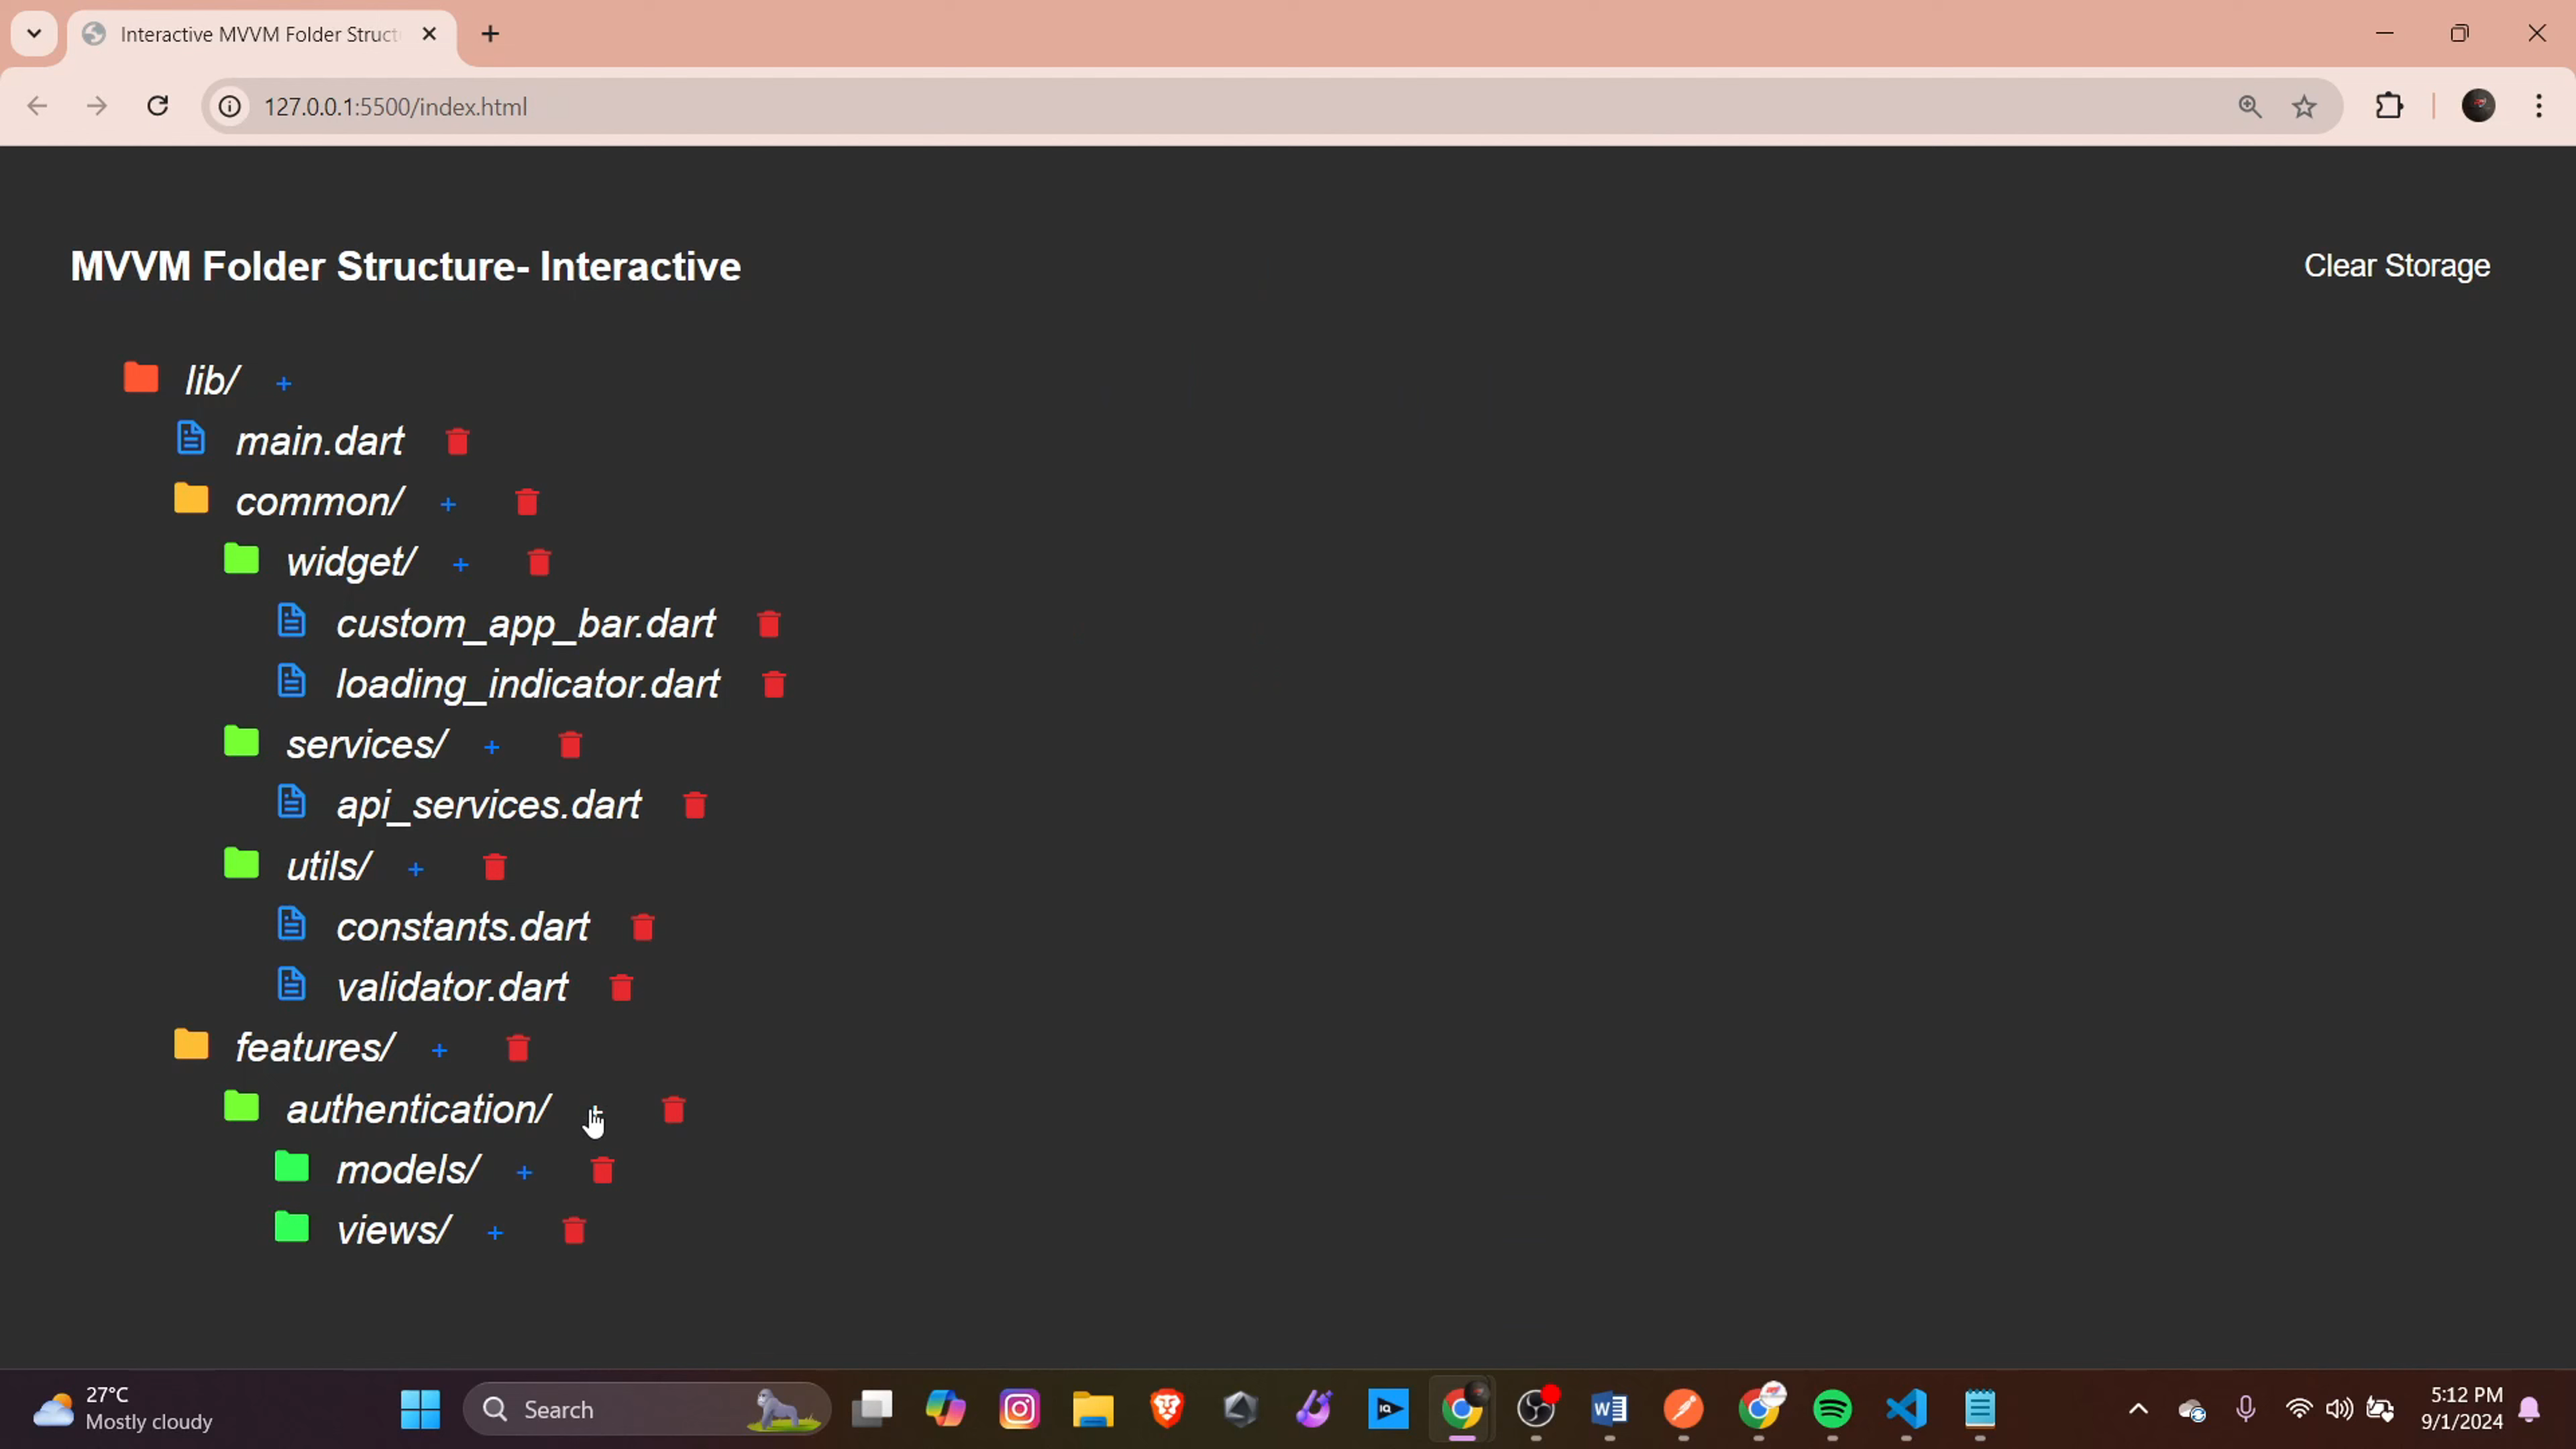 Interactive MVVM Folder Struct
127.0.0.1:5500/index.html
MVVM Folder Structure- Interactive
Clear Storage
lib/ +
main.dart
common/ +
widget/ +
custom_app_bar.dart
loading_indicator.dart
services/ +
api_services.dart
utils/ +
constants.dart
validator.dart
features/ +
authentication/ +
models/ +
views/ +
27°C
Mostly cloudy
Search
IQ
W
5:12 PM
9/1/2024